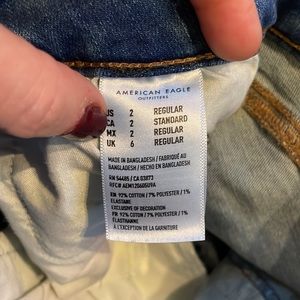 AMERICAN EAGLE
OUTFITTERS
US 2 REGULAR
CA 2 STANDARD
MX 2 REGULAR
UK 6 REGULAR
MADE IN BANGLADESH / FABRIQUÉ AU
BANGLADESH / HECHO EN BANGLADESH
RN 54485 / CA 03873
RFC# AEM1206050U9A
EN: 92% COTTON / 7% POLYESTER / 1%
ELASTANE
EXCLUSIVE OF DECORATION
FR: 92% COTON / 7% POLYESTER / 1%
ÉLASTHANNE
À L'EXCEPTION DE LA GARNITURE